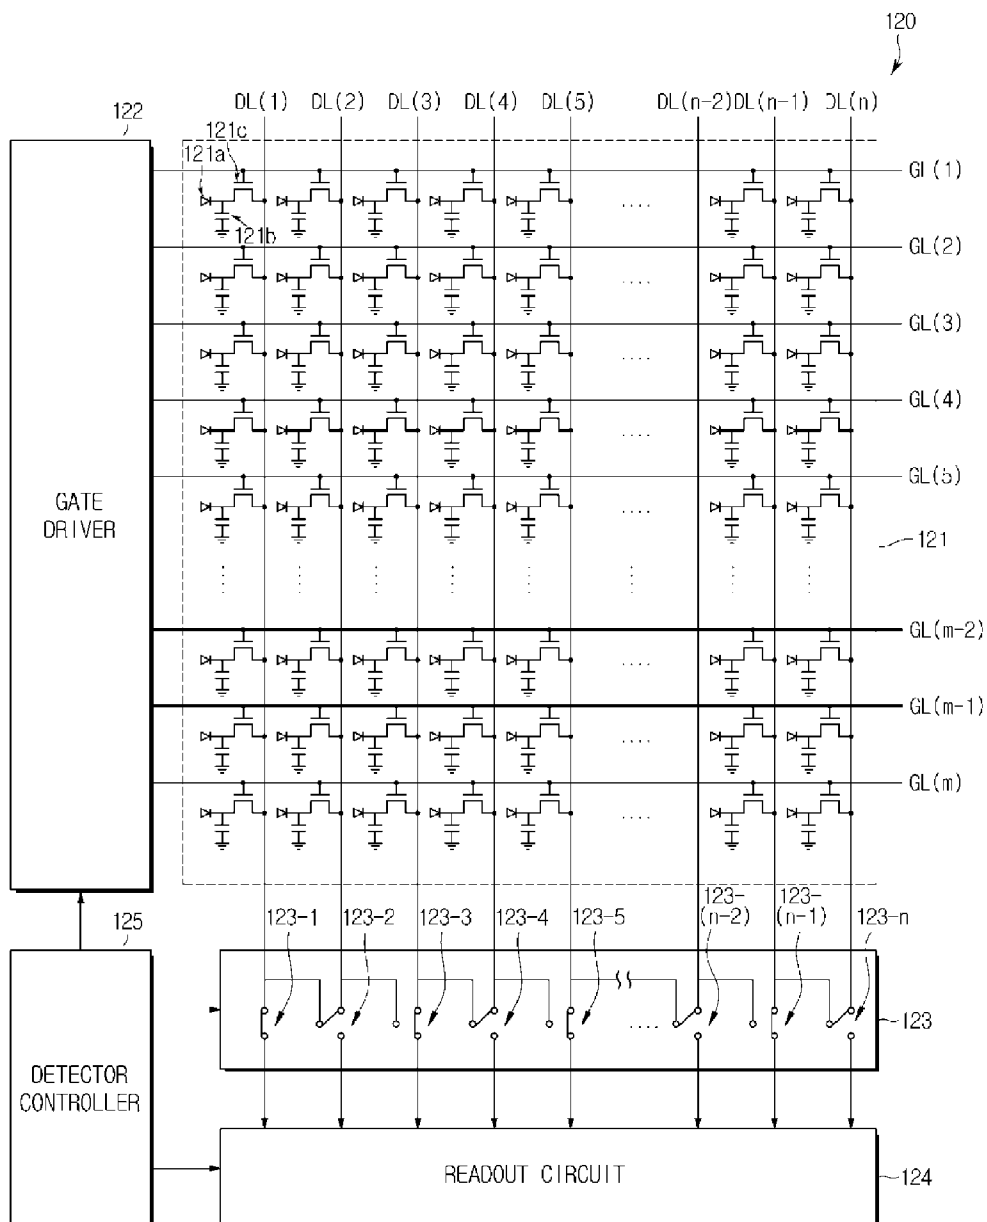 120
DL(1) DL(2) DL(3) DL(4) DL(5) DL(n-2) DL(n-1) DL(n)
122
121c
121a
121b
GL(1)
GL(2)
GL(3)
GL(4)
GL(5)
GATE
DRIVER
121
GL(m-2)
GL(m-1)
GL(m)
125
123-1 123-2 123-3 123-4 123-5 123-(n-2) 123-(n-1) 123-n
123
DETECTOR
CONTROLLER
READOUT CIRCUIT
124